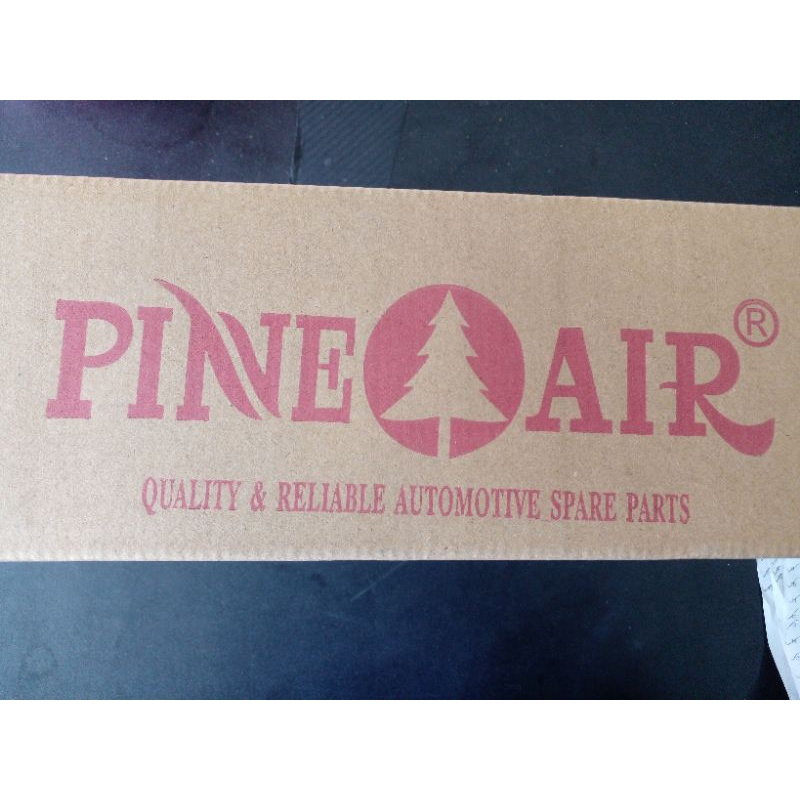 PINE AIR®
QUALITY & RELIABLE AUTOMOTIVE SPARE PARTS